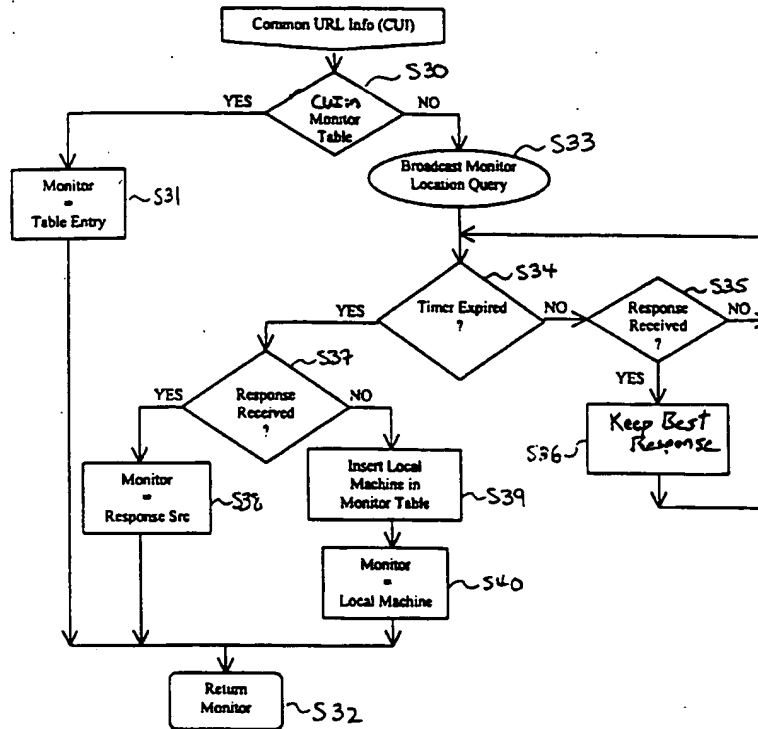 Common URL Info (CUI)
S30
YES
CUI in
Monitor
Table
NO
S33
Broadcast Monitor
Location Query
Monitor
=
Table Entry
S31
S34
S35
YES
Timer Expired
?
NO
Response
Received
?
NO
S37
YES
Response
Received
?
NO
YES
Keep Best
Response
S36
Monitor
=
Response Src
S38
Insert Local
Machine in
Monitor Table
S39
Monitor
=
Local Machine
S40
Return
Monitor
S32